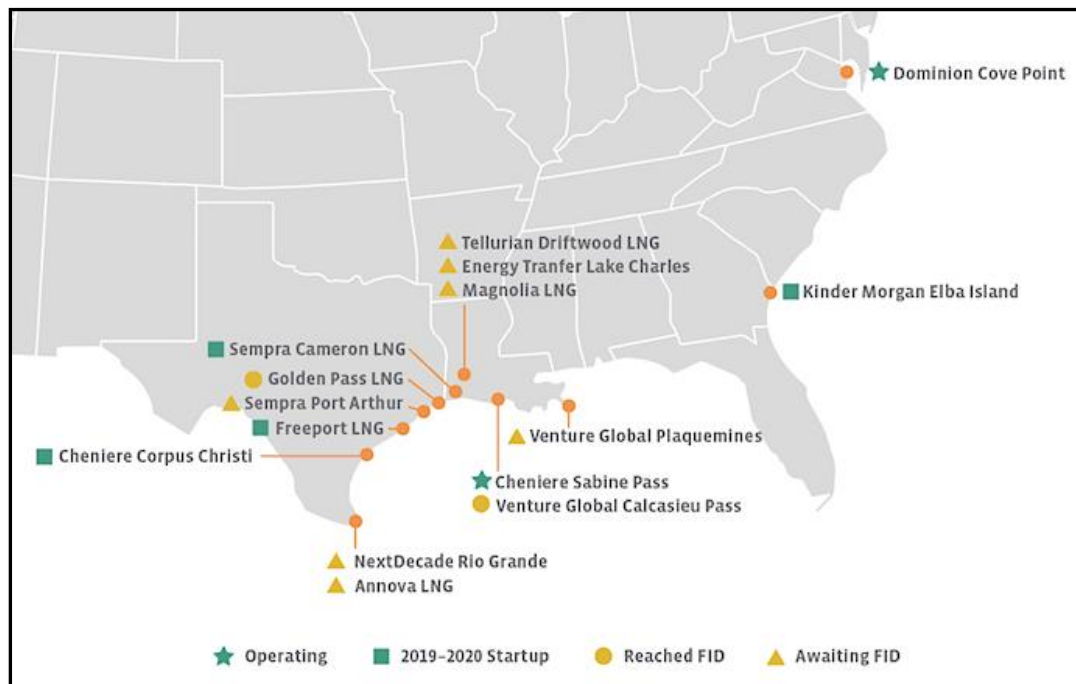 Dominion Cove Point
Tellurian Driftwood LNG
Energy Tranfer Lake Charles
Magnolia LNG
Kinder Morgan Elba Island
Sempra Cameron LNG
Golden Pass LNG
Sempra Port Arthur
Freeport LNG
Cheniere Corpus Christi
Venture Global Plaquemines
Cheniere Sabine Pass
Venture Global Calcasieu Pass
NextDecade Rio Grande
Annova LNG
Operating 2019–2020 Startup Reached FID Awaiting FID